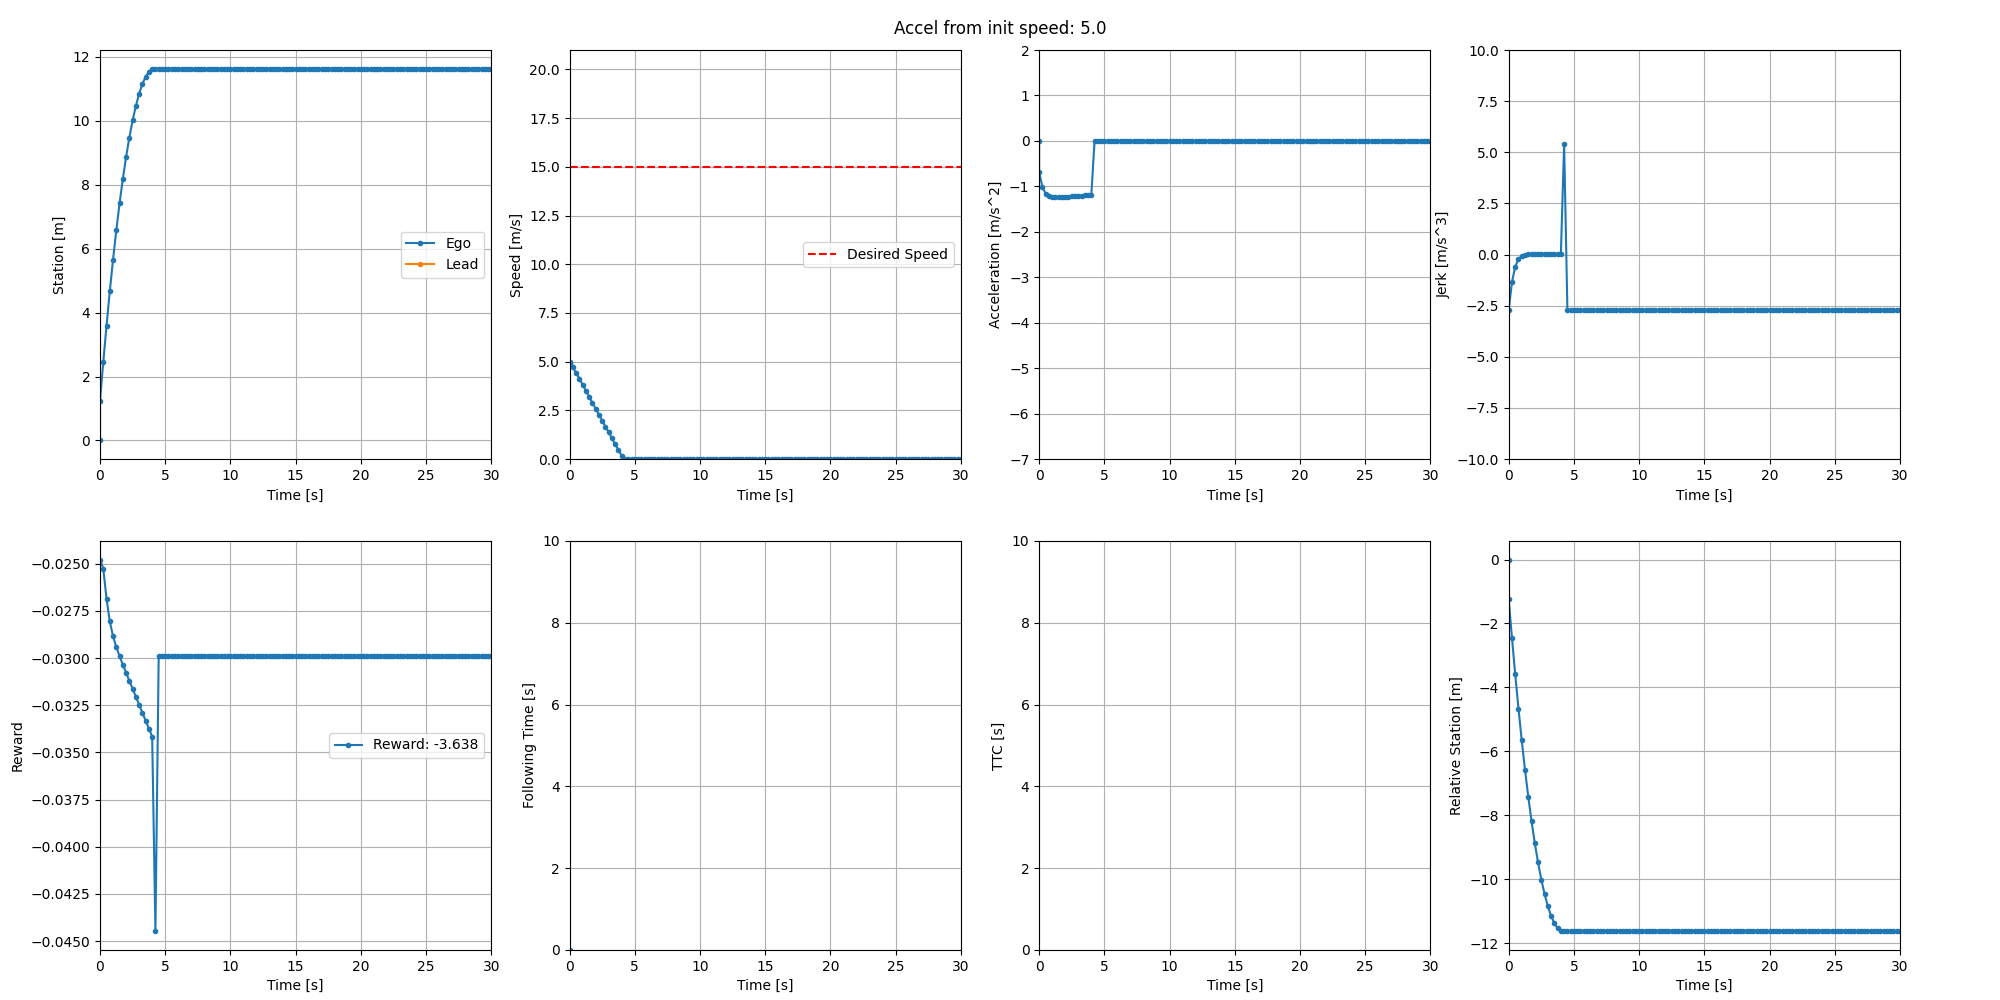 Accel from init speed: 5.0
12
10
8
6
4
2
0
Station [m]
Ego
Lead
0 5 10 15 20 25 30
Time [s]
20.0
17.5
15.0
12.5
10.0
7.5
5.0
2.5
0.0
Speed [m/s]
Desired Speed
0 5 10 15 20 25 30
Time [s]
2
1
0
−1
−2
−3
−4
−5
−6
−7
Acceleration [m/s^2]
0 5 10 15 20 25 30
Time [s]
10.0
7.5
5.0
2.5
0.0
−2.5
−5.0
−7.5
−10.0
Jerk [m/s^3]
0 5 10 15 20 25 30
Time [s]
−0.0250
−0.0275
−0.0300
−0.0325
−0.0350
−0.0375
−0.0400
−0.0425
−0.0450
Reward
Reward: -3.638
0 5 10 15 20 25 30
Time [s]
10
8
6
4
2
0
Following Time [s]
0 5 10 15 20 25 30
Time [s]
10
8
6
4
2
0
TTC [s]
0 5 10 15 20 25 30
Time [s]
0
−2
−4
−6
−8
−10
−12
Relative Station [m]
0 5 10 15 20 25 30
Time [s]